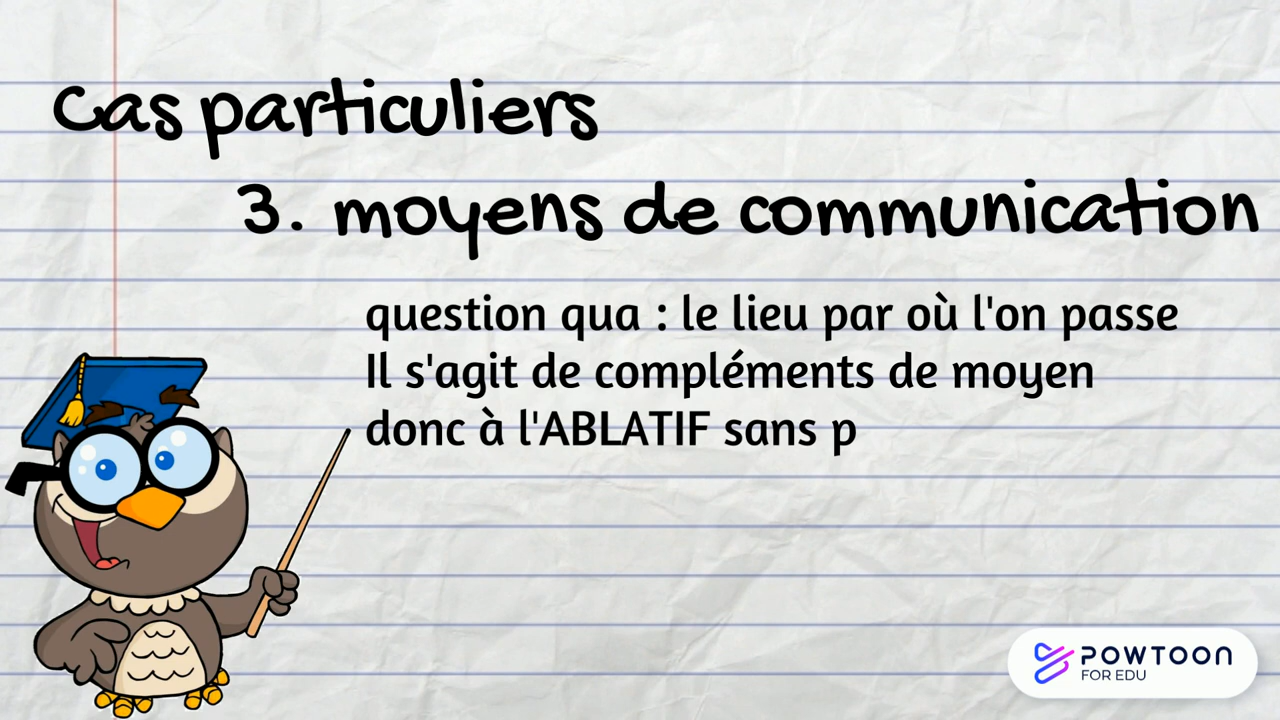 Cas particuliers
3. moyens de communication
question qua : le lieu par où l'on passe
Il s'agit de compléments de moyen
donc à l'ABLATIF sans p
POWTOON
FOR EDU